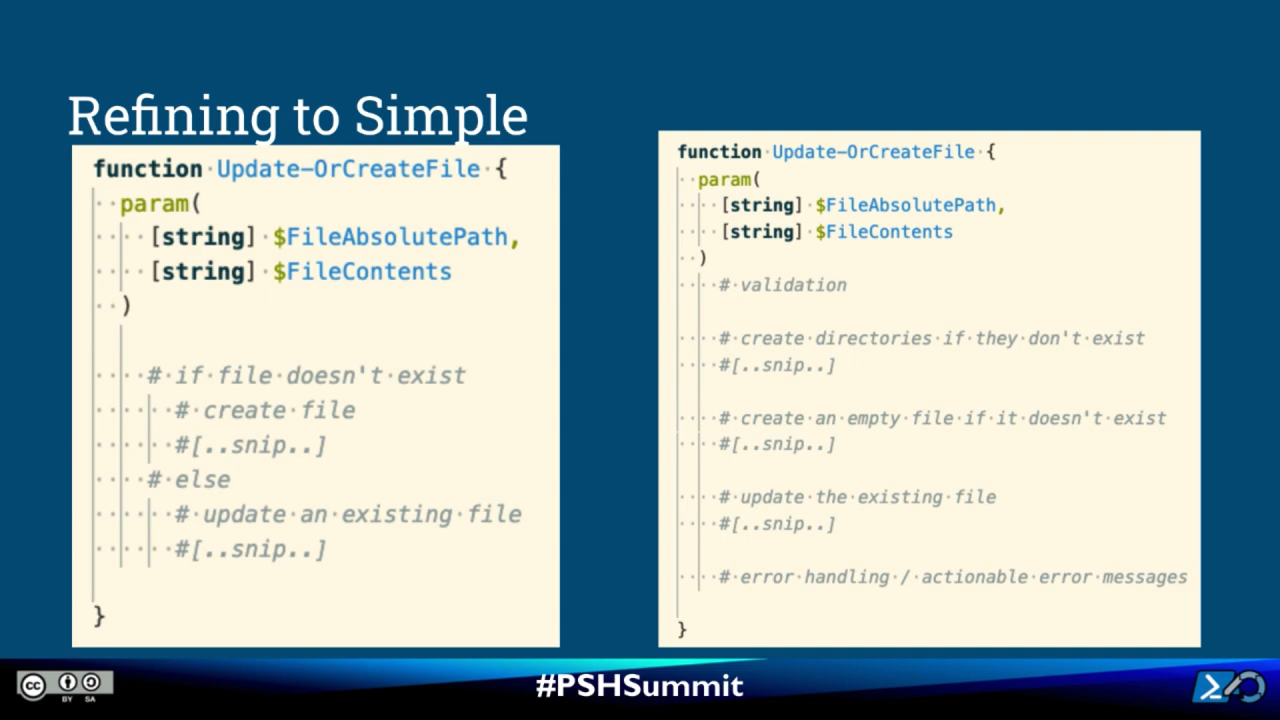 Refining to Simple
function Update-OrCreateFile {
param(
[string] $FileAbsolutePath,
[string] $FileContents
)
# if file doesn't exist
# create file
#[..snip..]
# else
# update an existing file
#[..snip..]
}
function Update-OrCreateFile {
param(
[string] $FileAbsolutePath,
[string] $FileContents
)
# validation
# create directories if they don't exist
#[..snip..]
# create an empty file if it doesn't exist
#[..snip..]
# update the existing file
#[..snip..]
# error handling / actionable error messages
}
cc
BY SA
#PSHSummit